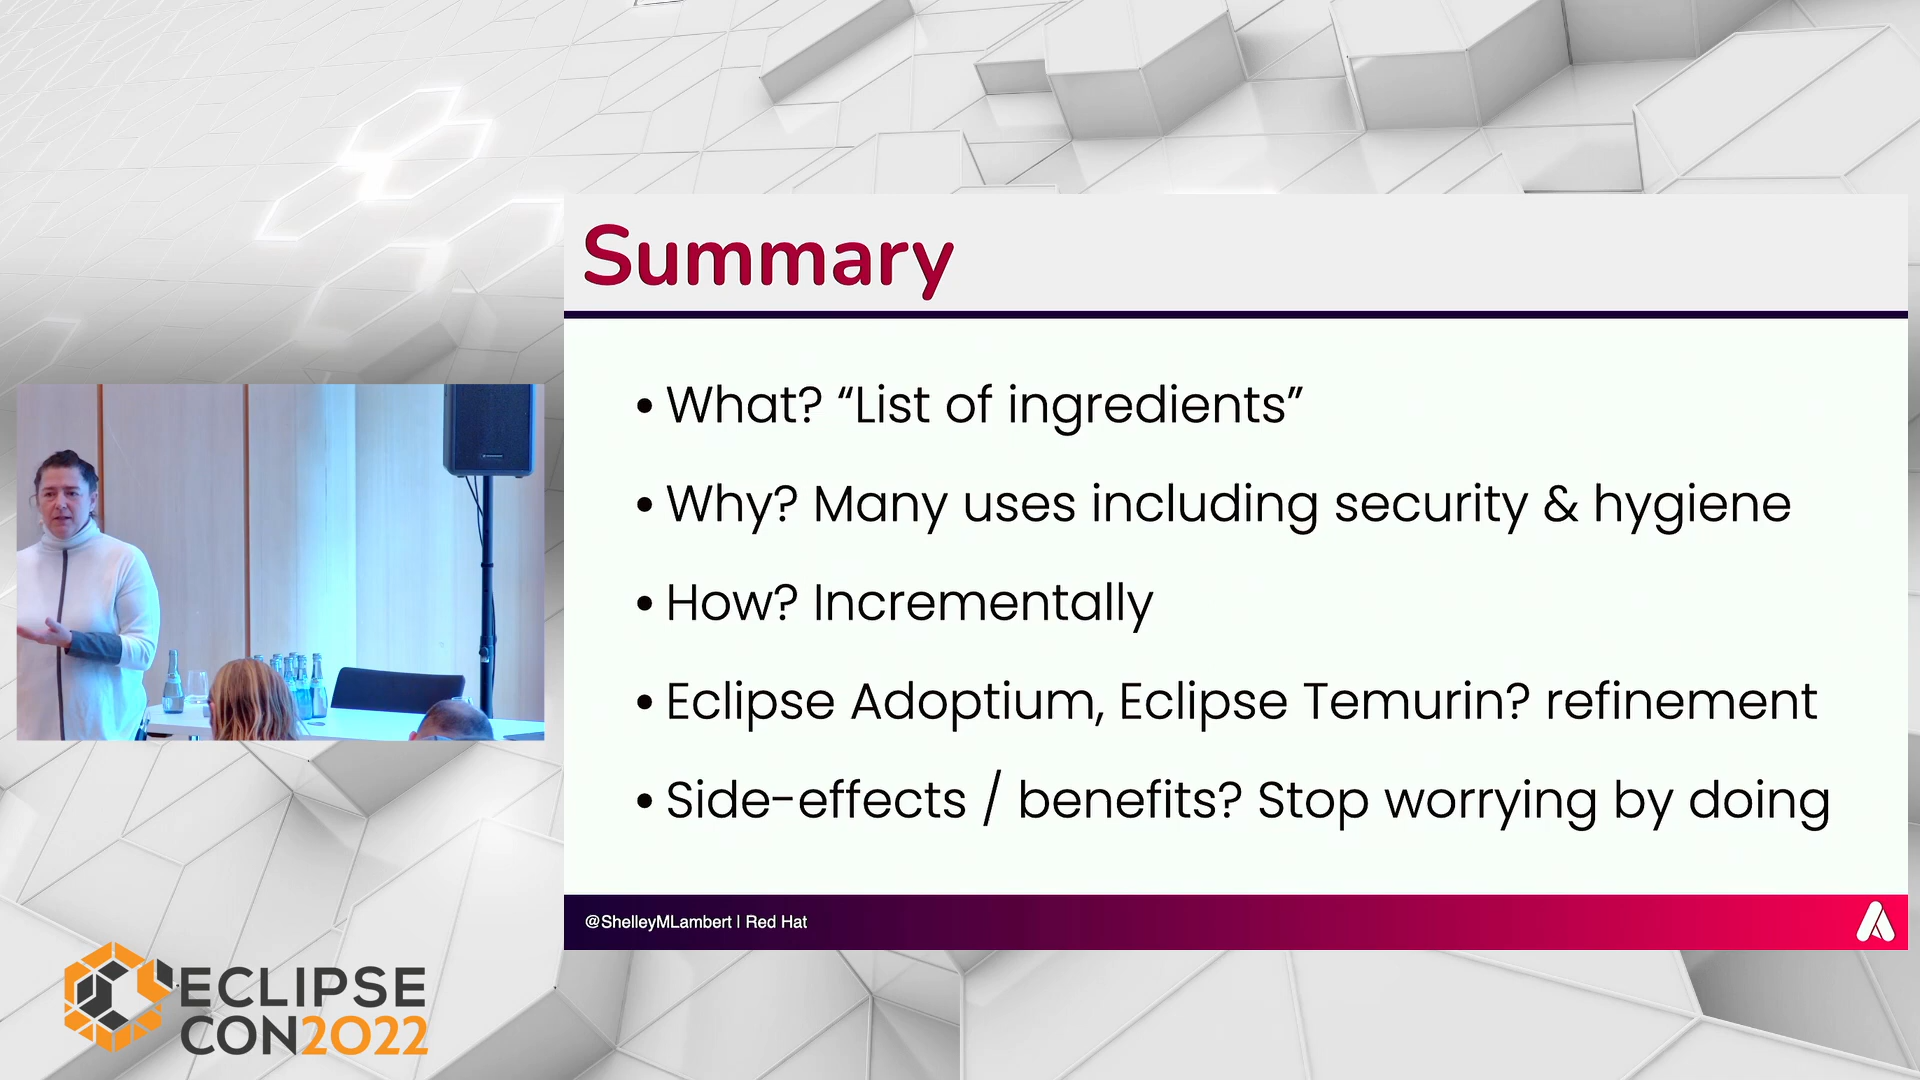 Summary
• What? “List of ingredients”
• Why? Many uses including security & hygiene
• How? Incrementally
• Eclipse Adoptium, Eclipse Temurin? refinement
• Side-effects / benefits? Stop worrying by doing
@ShelleyMLambert | Red Hat
ECLIPSE
CON2022